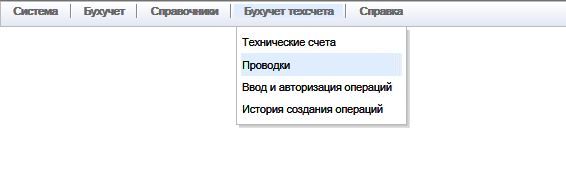 Система Бухучет Справочники Бухучет техсчета Справка
Технические счета
Проводки
Ввод и авторизация операций
История создания операций